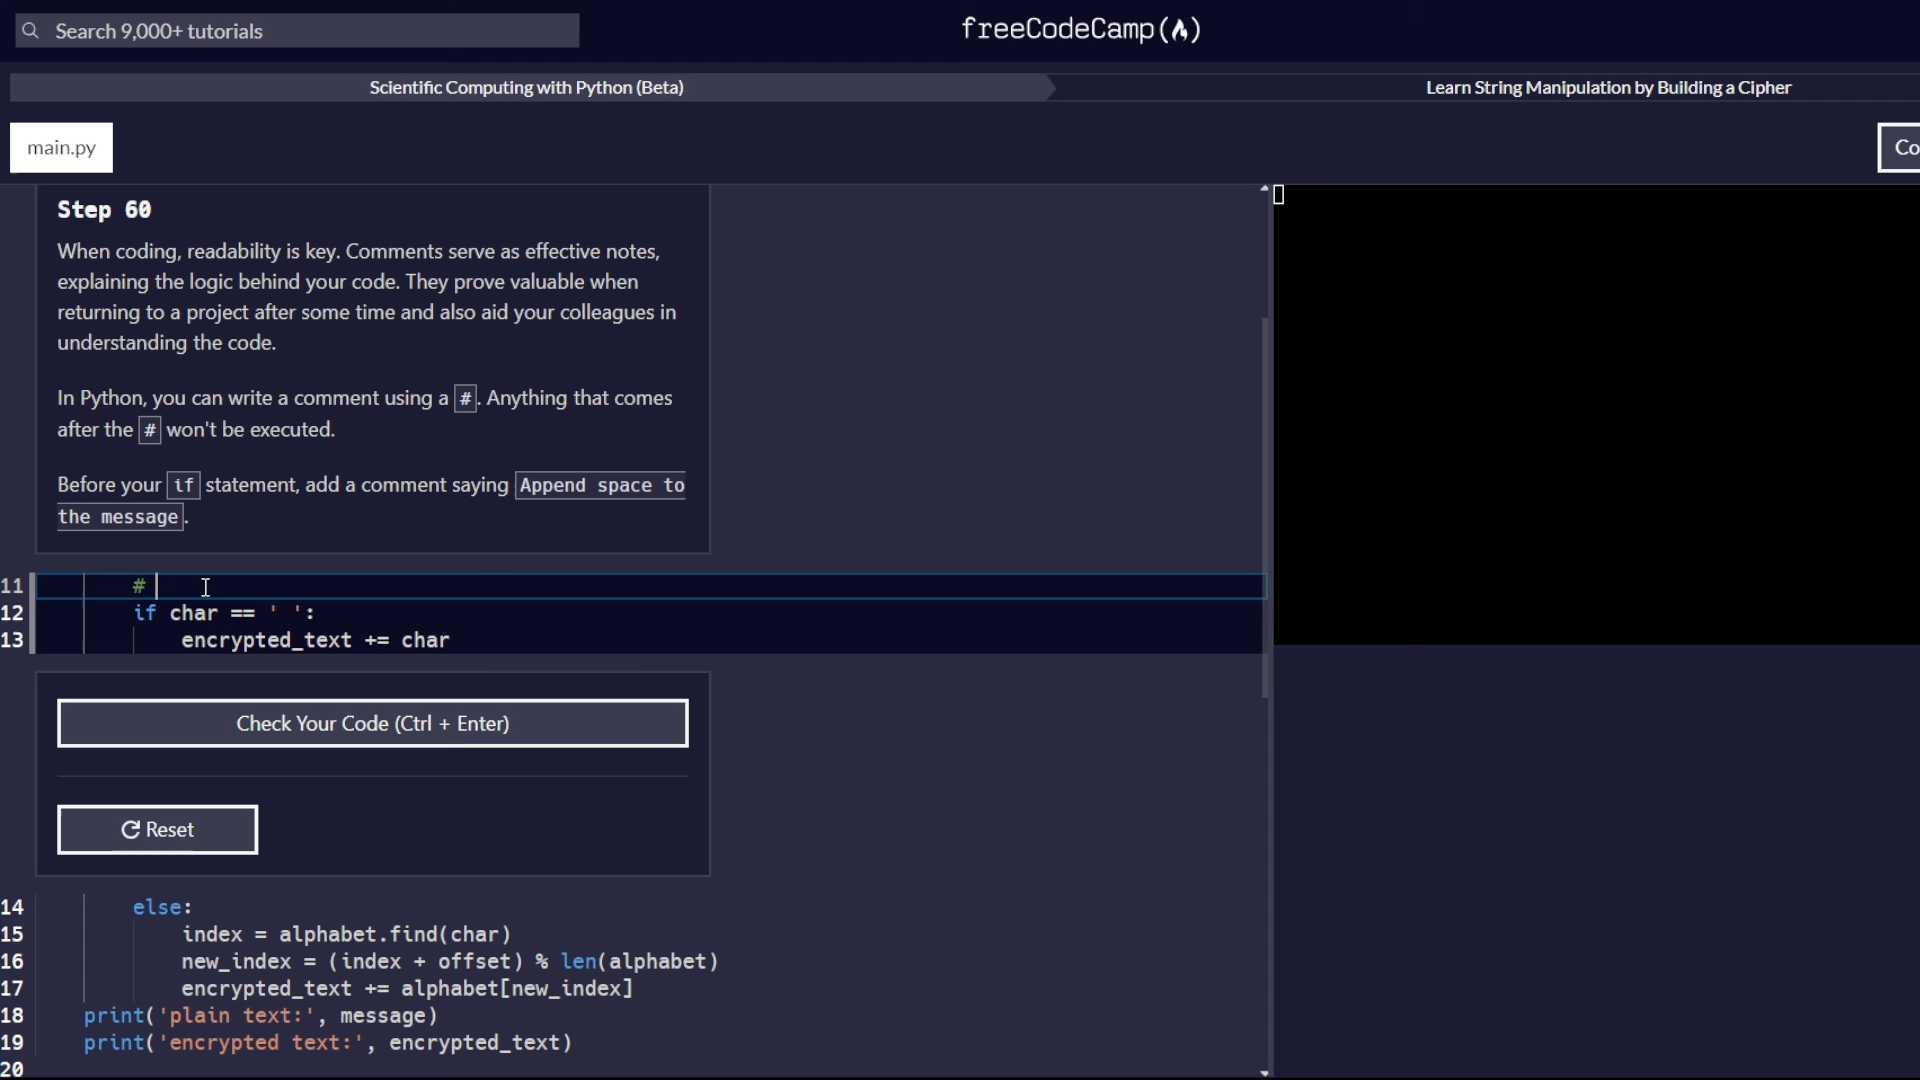 Search 9,000+ tutorials
freeCodeCamp(🔥)
Scientific Computing with Python (Beta)
Learn String Manipulation by Building a Cipher
main.py
Co
Step 60
When coding, readability is key. Comments serve as effective notes,
explaining the logic behind your code. They prove valuable when
returning to a project after some time and also aid your colleagues in
understanding the code.
In Python, you can write a comment using a #. Anything that comes
after the # won't be executed.
Before your if statement, add a comment saying Append space to
the message.
11 #
12 if char == ' ':
13 encrypted_text += char
Check Your Code (Ctrl + Enter)
Reset
14 else:
15 index = alphabet.find(char)
16 new_index = (index + offset) % len(alphabet)
17 encrypted_text += alphabet[new_index]
18 print('plain text:', message)
19 print('encrypted text:', encrypted_text)
20